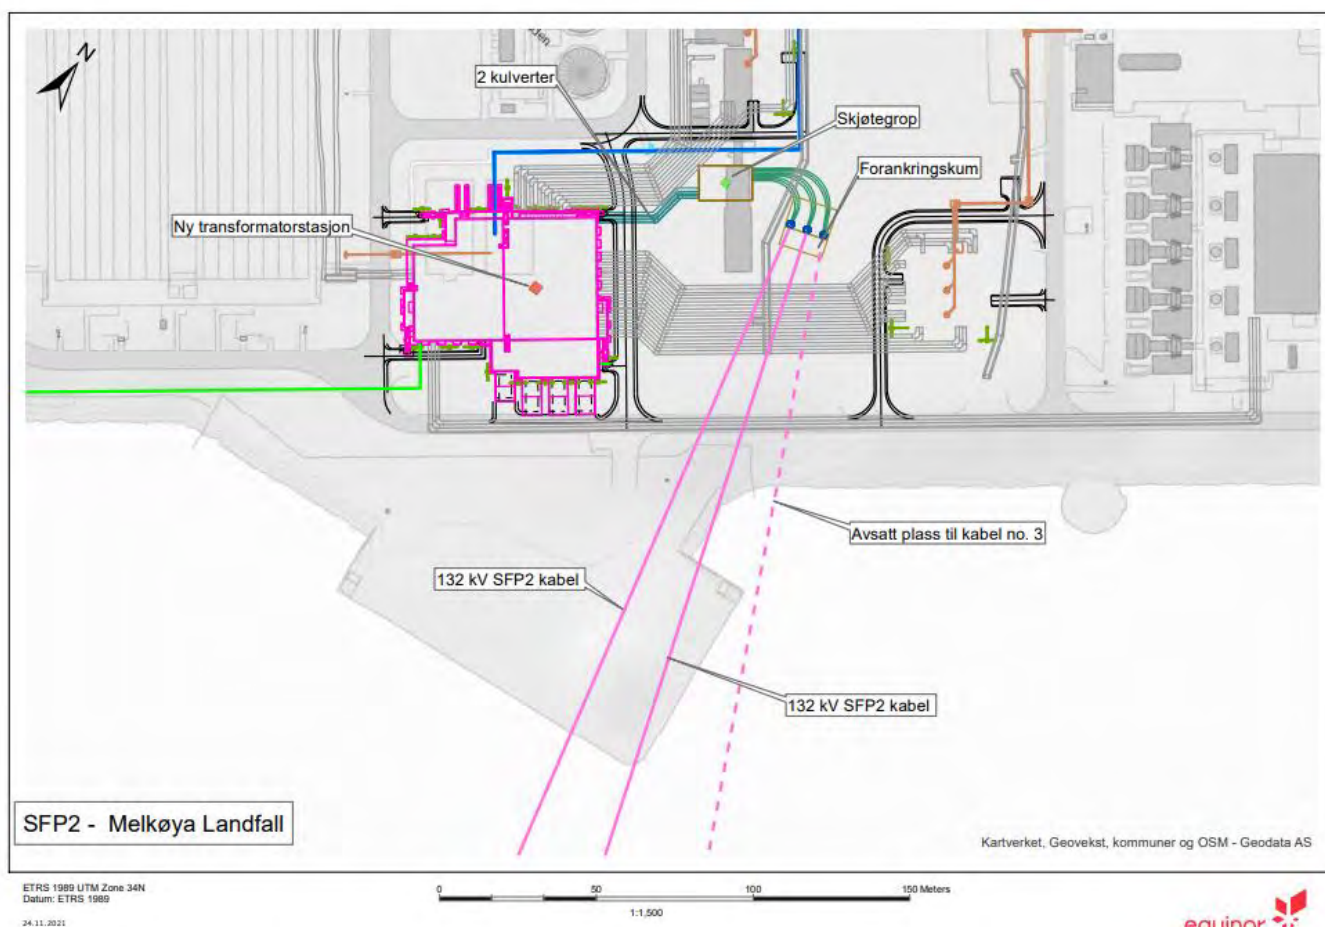 N
den
2 kulverter
Skjøtegrop
Forankringskum
Ny transformatorstasjon
Avsatt plass til kabel no. 3
132 kV SFP2 kabel
132 kV SFP2 kabel
SFP2 - Melkøya Landfall
Kartverket, Geovekst, kommuner og OSM - Geodata AS
ETRS 1989 UTM Zone 34N
Datum: ETRS 1989
24.11.2021
0 50 100 150 Meters
1:1,500
equinor